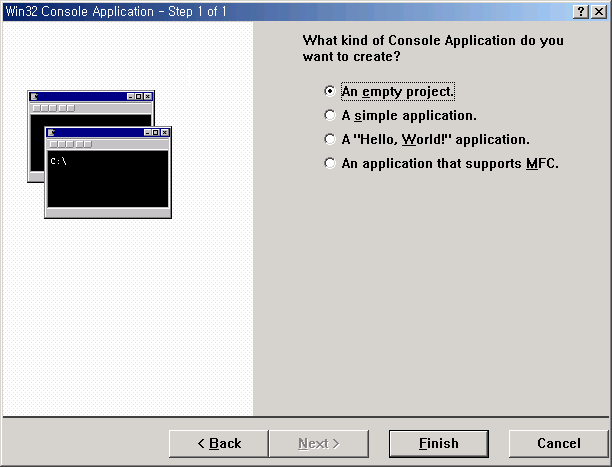 Win32 Console Application - Step 1 of 1
What kind of Console Application do you
want to create?
An empty project.
A simple application.
A "Hello, World!" application.
An application that supports MFC.
C:\
< Back
Next >
Finish
Cancel